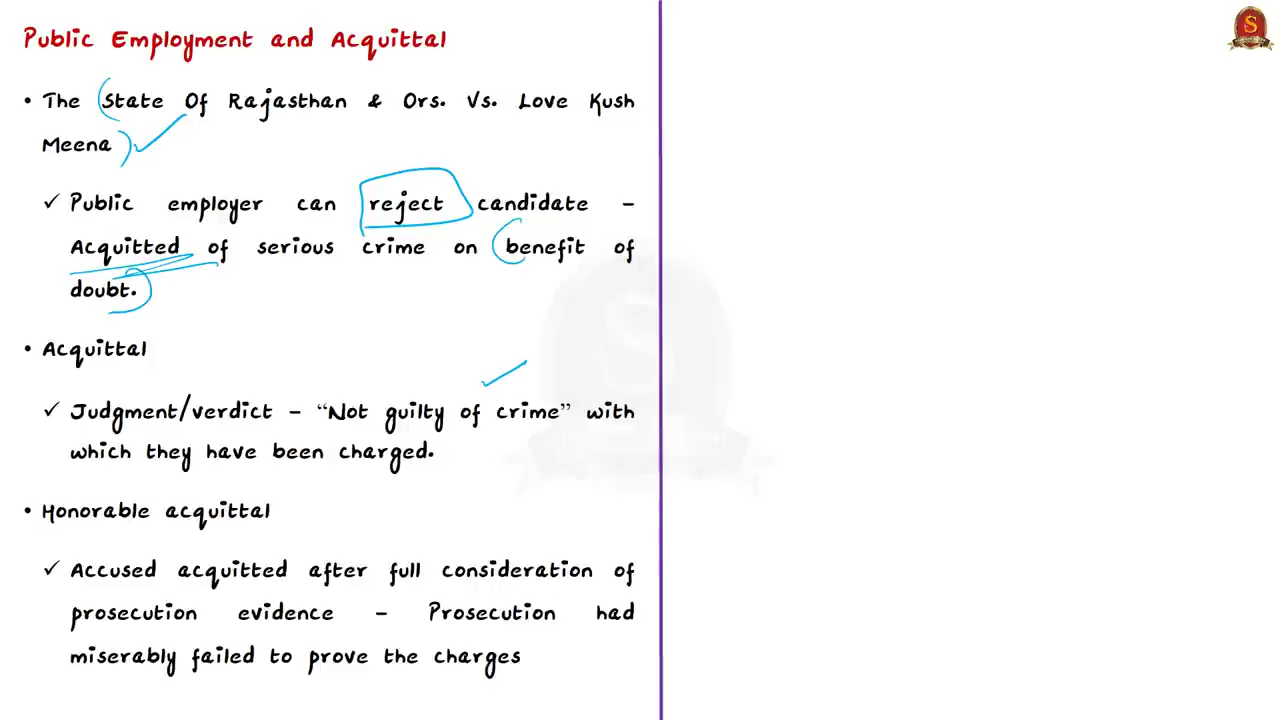 Public Employment and Acquittal
• The State Of Rajasthan & Ors. Vs. Love Kush
Meena
✓ Public employer can reject candidate –
Acquitted of serious crime on benefit of
doubt.
• Acquittal
✓ Judgment/verdict – “Not guilty of crime” with
which they have been charged.
• Honorable acquittal
✓ Accused acquitted after full consideration of
prosecution evidence – Prosecution had
miserably failed to prove the charges
S